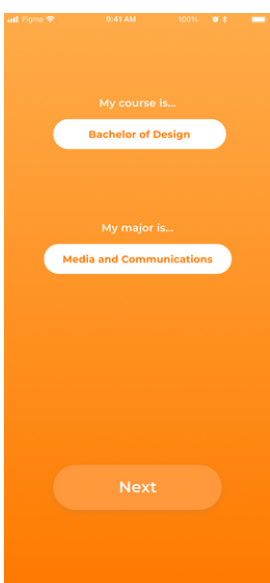 Figma 9:41 AM 100%
My course is...
Bachelor of Design
My major is...
Media and Communications
Next